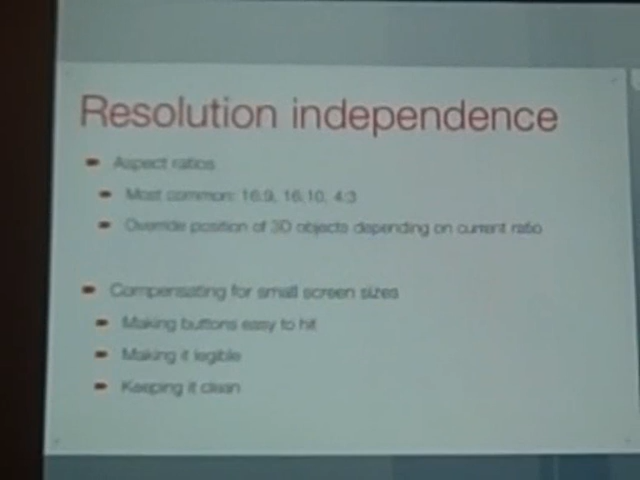 Resolution independence
Aspect ratios
Most common: 16:9, 16:10, 4:3
Override position of 3D objects depending on current ratio
Compensating for small screen sizes
Making buttons easy to hit
Making it legible
Keeping it clean